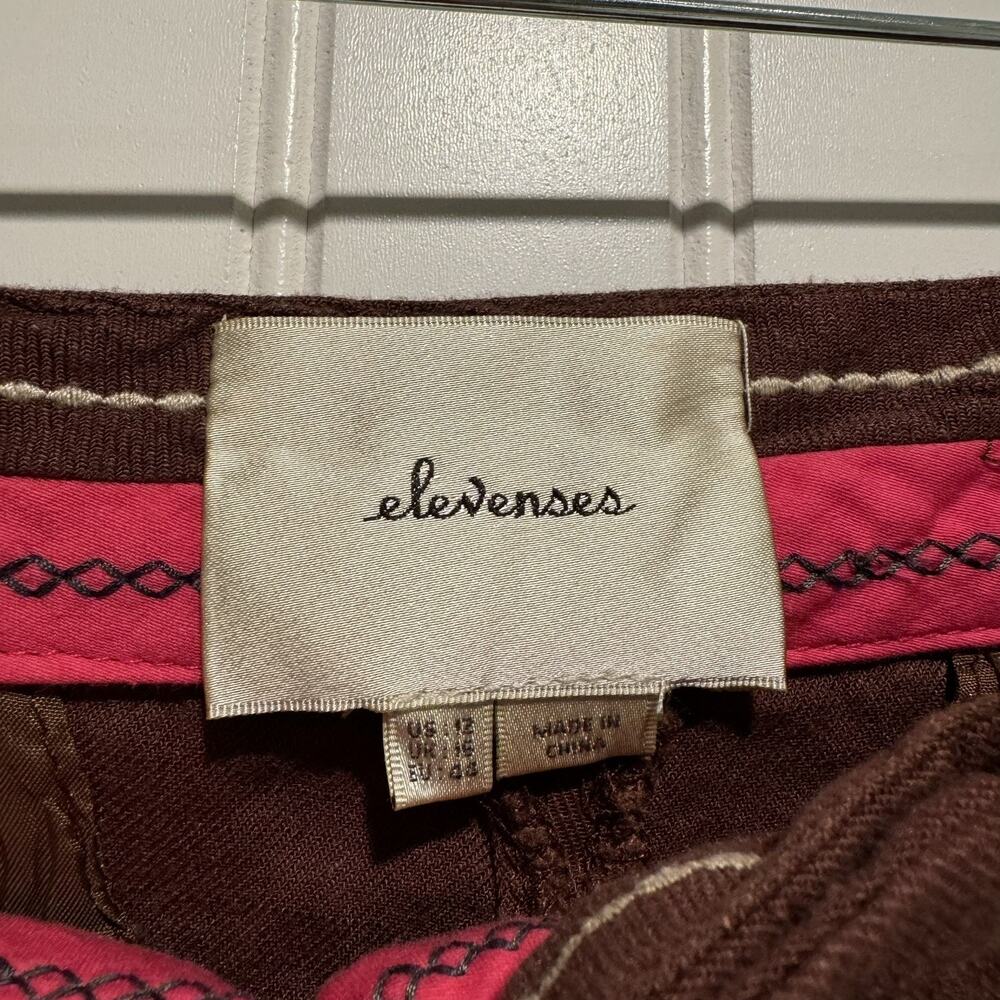 elevenses
US : 12
UK : 16
EU : 44
MADE IN
CHINA